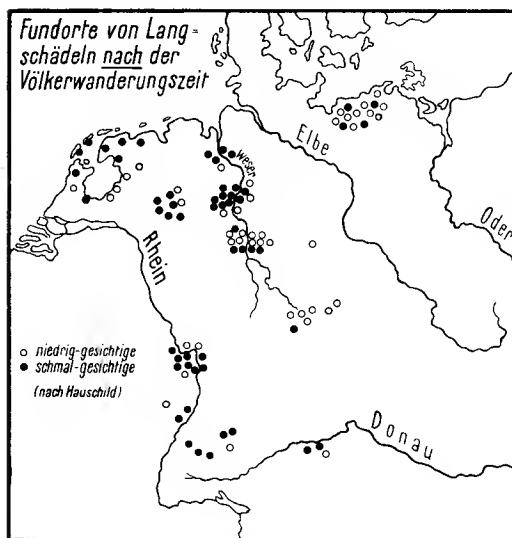 Fundorte von Lang-
schädeln nach der
Völkerwanderungszeit
Weser
Elbe
Oder
Rhein
niedrig-gesichtige
schmal-gesichtige
(nach Hauschild)
Donau